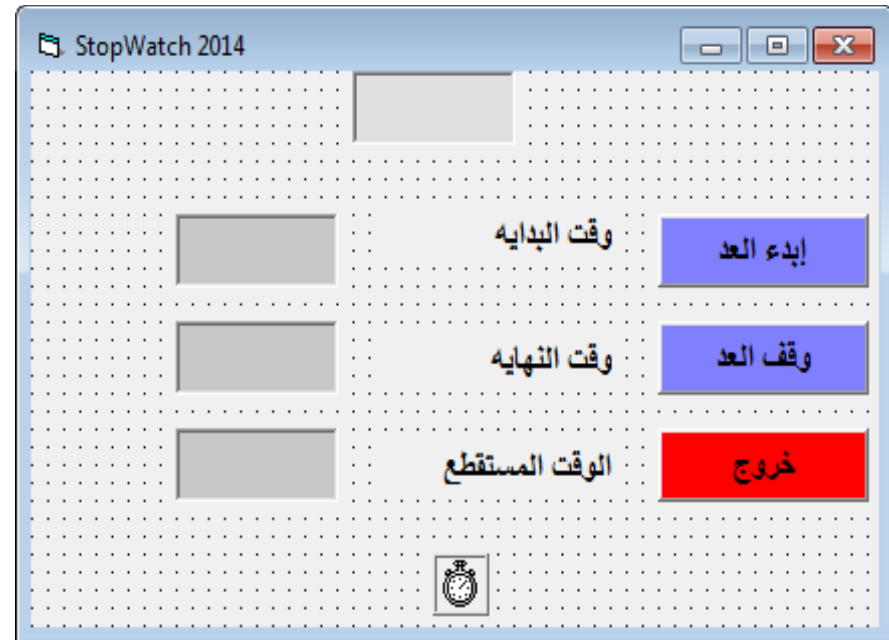 StopWatch 2014
وقت البدايه
إبدء العد
وقت النهايه
وقف العد
الوقت المستقطع
خروج